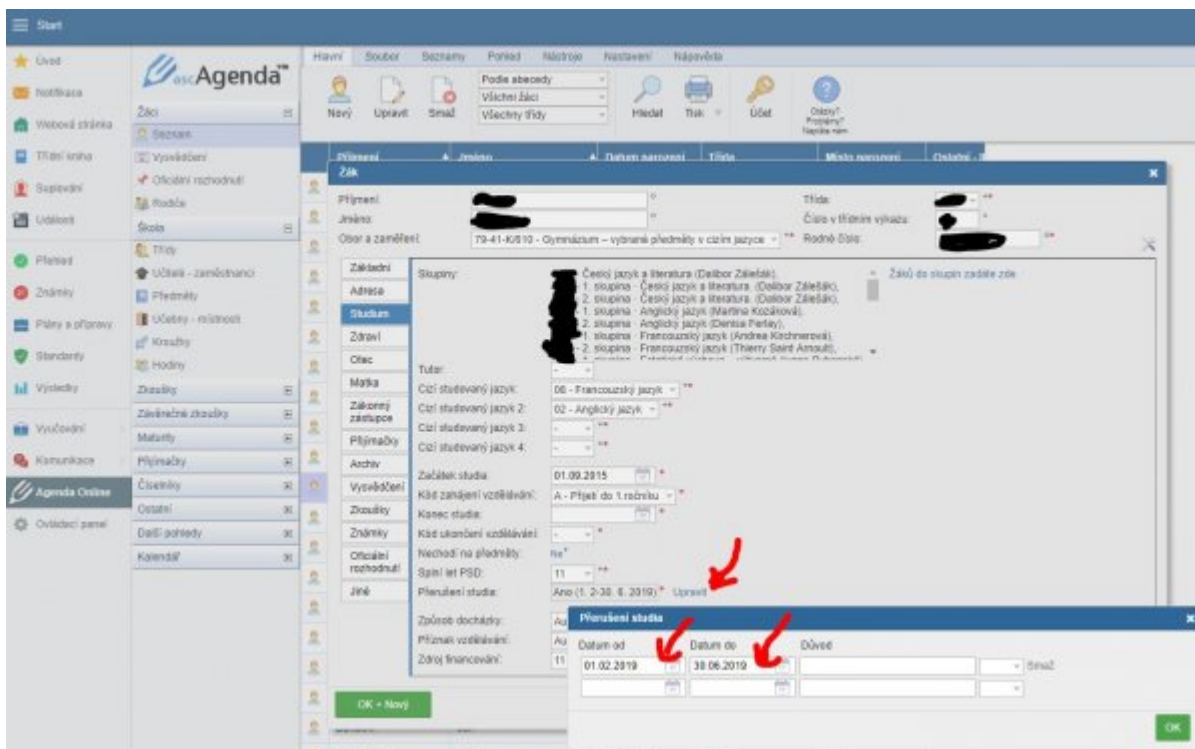 Start
Úvod
Notifikace
Webová stránka
Třídní kniha
Suplování
Události
Přehled
Známky
Plány a přípravy
Standardy
Výsledky
Vyučování
Komunikace
Agenda Online
Ovládací panel
ascAgenda™
Žáci
Seznam
Vysvědčení
Oficiální rozhodnutí
Rodiče
Škola
Třídy
Učitelé - zaměstnanci
Předměty
Učebny - místnosti
Kroužky
Hodiny
Zkoušky
Závěrečné zkoušky
Maturity
Přijímačky
Číselníky
Ostatní
Další pohledy
Kalendář
Hlavní Soubor Seznamy Pohled Nástroje Nastavení Nápověda
Nový Upravit Smaž
Podle abecedy
Všichni žáci
Všechny třídy
Hledat Tisk Účet
Otázky?
Problémy?
Napište nám
Příjmení Jméno Datum narození Třída Místo narození Ostatní -
Žák
Příjmení:
Jméno:
Obor a zaměření: 79-41-K/610 - Gymnázium – vybrané předměty v cizím jazyce **
Třída: **
Číslo v třídním výkazu: *
Rodné číslo: **
Základní
Adresa
Studium
Zdraví
Otec
Matka
Zákonný zástupce
Přijímačky
Archiv
Vysvědčení
Zkoušky
Známky
Oficiální rozhodnutí
Jiné
Skupiny:
Český jazyk a literatura (Dalibor Zálešák),
1. skupina - Český jazyk a literatura (Dalibor Zálešák),
2. skupina - Český jazyk a literatura (Dalibor Zálešák),
1. skupina - Anglický jazyk (Martina Kozáková),
2. skupina - Anglický jazyk (Denisa Perlay),
1. skupina - Francouzský jazyk (Andrea Kirchnerová),
2. skupina - Francouzský jazyk (Thierry Saint Arnoult),
Žáků do skupin zadáte zde
Tutor: -
Cizí studovaný jazyk: 06 - Francouzský jazyk **
Cizí studovaný jazyk 2: 02 - Anglický jazyk **
Cizí studovaný jazyk 3: - **
Cizí studovaný jazyk 4: - **
Začátek studia: 01.09.2015 *
Kód zahájení vzdělávání: A - Přijetí do 1.ročníku *
Konec studia: *
Kód ukončení vzdělávání: - *
Nechodí na předměty: Ne*
Splnil let PŠD: 11 **
Přerušení studia: Ano (1. 2-30. 6. 2019)* Upravit
Způsob docházky: Au
Příznak vzdělávání: Au
Zdroj financování: 11
OK + Nový
Přerušení studia
Datum od Datum do Důvod
01.02.2019 30.06.2019 Smaž
OK